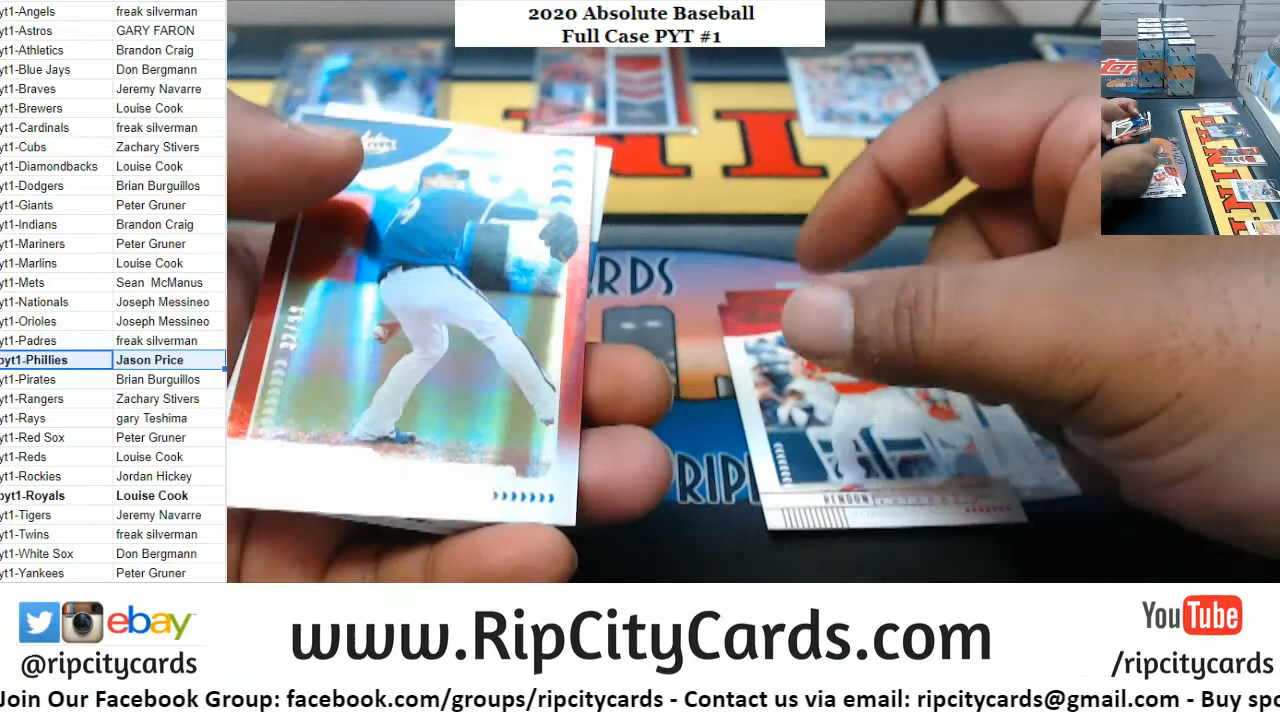 2020 Absolute Baseball
Full Case PYT #1
yt1-Angels freak silverman
yt1-Astros GARY FARON
yt1-Athletics Brandon Craig
yt1-Blue Jays Don Bergmann
yt1-Braves Jeremy Navarre
yt1-Brewers Louise Cook
yt1-Cardinals freak silverman
yt1-Cubs Zachary Stivers
yt1-Diamondbacks Louise Cook
yt1-Dodgers Brian Burguillos
yt1-Giants Peter Gruner
yt1-Indians Brandon Craig
yt1-Mariners Peter Gruner
yt1-Marlins Louise Cook
yt1-Mets Sean McManus
yt1-Nationals Joseph Messineo
yt1-Orioles Joseph Messineo
yt1-Padres freak silverman
pyt1-Phillies Jason Price
yt1-Pirates Brian Burguillos
yt1-Rangers Zachary Stivers
yt1-Rays gary Teshima
yt1-Red Sox Peter Gruner
yt1-Reds Louise Cook
yt1-Rockies Jordan Hickey
pyt1-Royals Louise Cook
yt1-Tigers Jeremy Navarre
yt1-Twins freak silverman
yt1-White Sox Don Bergmann
yt1-Yankees Peter Gruner
RDS
RIP
RENDON
ebay
@ripcitycards
www.RipCityCards.com
YouTube
/ripcitycards
Join Our Facebook Group: facebook.com/groups/ripcitycards - Contact us via email: ripcitycards@gmail.com - Buy spo